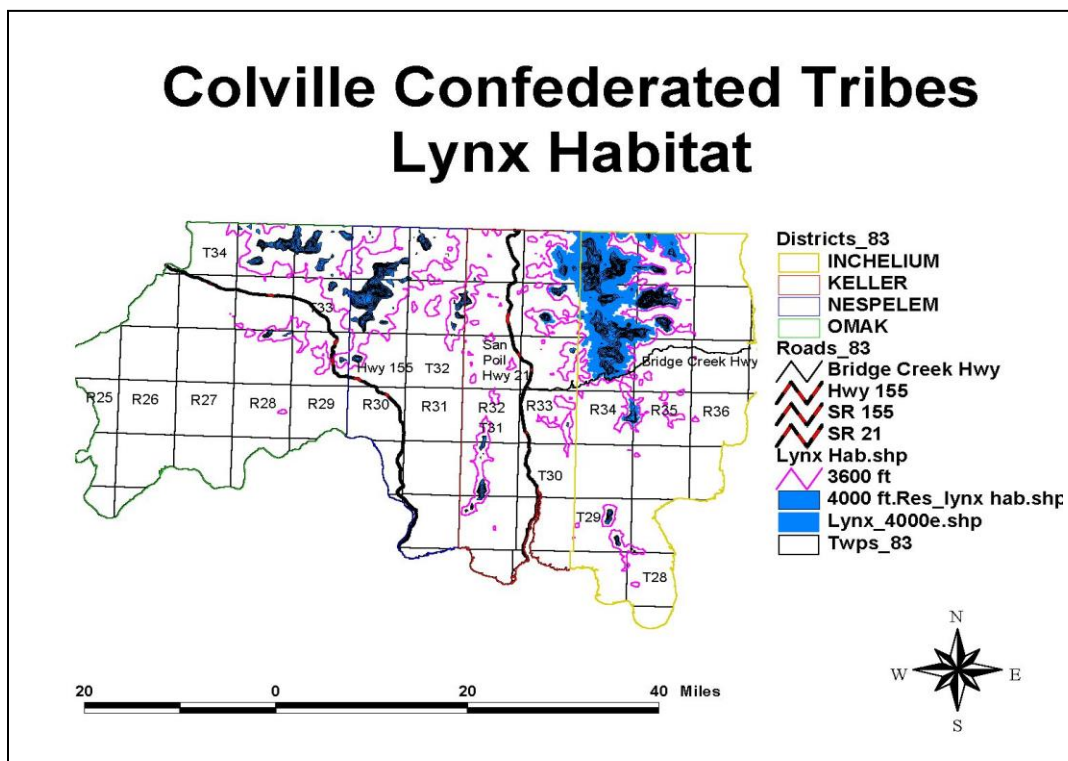 Colville Confederated Tribes
Lynx Habitat
T34
T33
Hwy 155
T32
San
Poil
Hwy 21
Bridge Creek Hwy
R25
R26
R27
R28
R29
R30
R31
R32
R33
R34
R35
R36
T31
T30
T29
T28
Districts_83
INCHELIUM
KELLER
NESPELEM
OMAK
Roads_83
Bridge Creek Hwy
Hwy 155
SR 155
SR 21
Lynx Hab.shp
3600 ft
4000 ft.Res_lynx hab.shp
Lynx_4000e.shp
Twps_83
N
W E
S
20 0 20 40 Miles